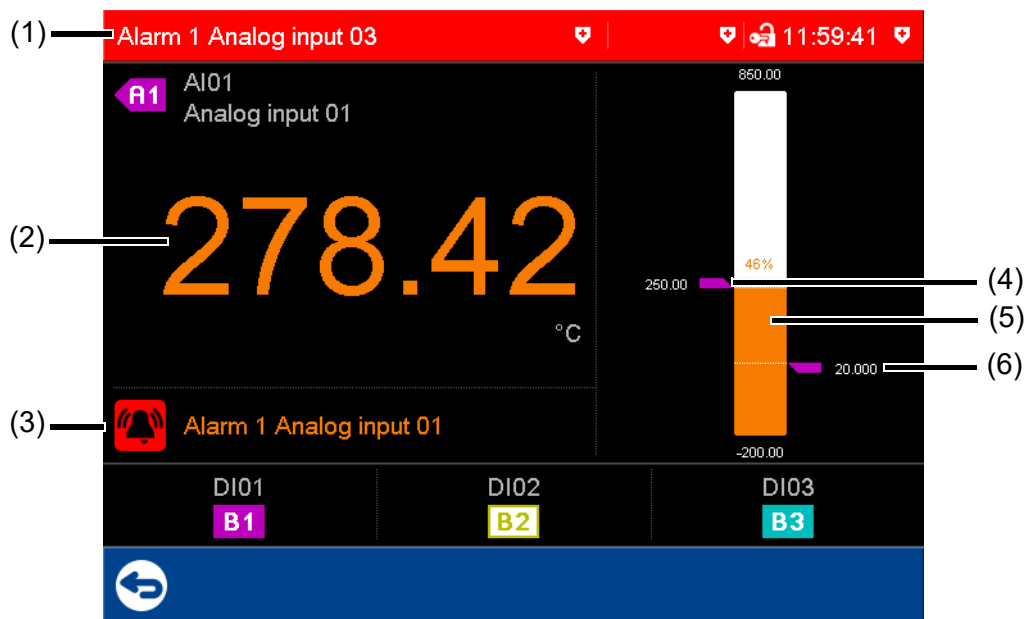 (1) Alarm 1 Analog input 03 11:59:41
A1 AI01
Analog input 01
850.00
(2) 278.42
°C
46%
250.00 (4)
(5)
20.000 (6)
(3) Alarm 1 Analog input 01
-200.00
DI01 DI02 DI03
B1 B2 B3